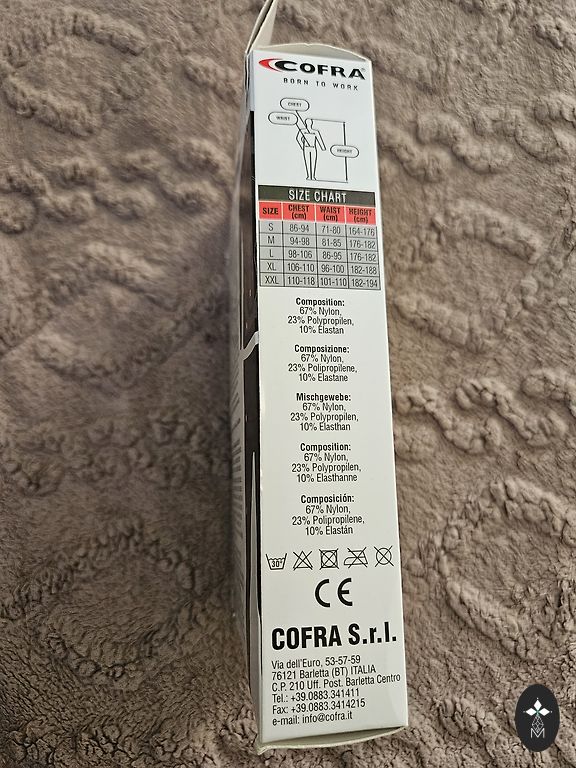 COFRA®
BORN TO WORK
CHEST
WAIST
HEIGHT
SIZE CHART
SIZE CHEST (cm) WAIST (cm) HEIGHT (cm)
S 86-94 71-80 164-176
M 94-98 81-85 176-182
L 98-106 86-95 176-182
XL 106-110 96-100 182-188
XXL 110-118 101-110 182-194
Composition:
67% Nylon,
23% Polypropilen,
10% Elastan
Composizione:
67% Nylon,
23% Polipropilene,
10% Elastane
Mischgewebe:
67% Nylon,
23% Polypropylen,
10% Elasthan
Composition:
67% Nylon,
23% Polypropylen,
10% Elasthanne
Composición:
67% Nylon,
23% Polipropilene,
10% Elastán
30°
CE
COFRA S.r.l.
Via dell'Euro, 53-57-59
76121 Barletta (BT) ITALIA
C.P. 210 Uff. Post. Barletta Centro
Tel.: +39.0883.341411
Fax: +39.0883.3414215
e-mail: info@cofra.it
M